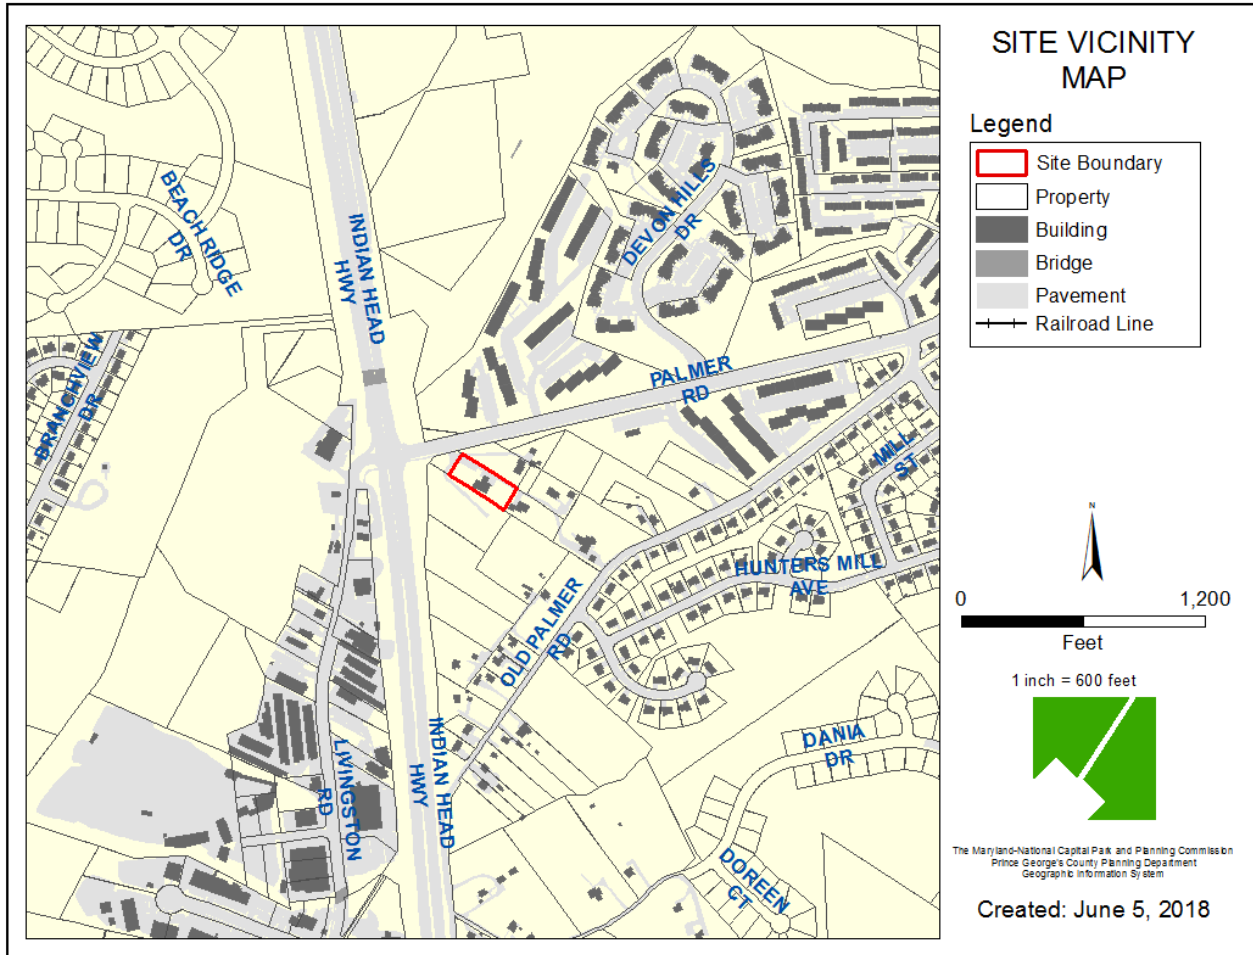 SITE VICINITY
MAP
Legend
Site Boundary
Property
Building
Bridge
Pavement
Railroad Line
BEACH RIDGE
DR
INDIAN HEAD
HWY
DEVON HILLS
DR
BRANCHVIEW
DR
PALMER
RD
MILL
ST
HUNTERS MILL
AVE
OLD PALMER
RD
LIVINGSTON
RD
INDIAN HEAD
HWY
DANIA
DR
DOREEN
CT
N
0 1,200
Feet
1 inch = 600 feet
The Maryland-National Capital Park and Planning Commission
Prince George's County Planning Department
Geographic Information System
Created: June 5, 2018